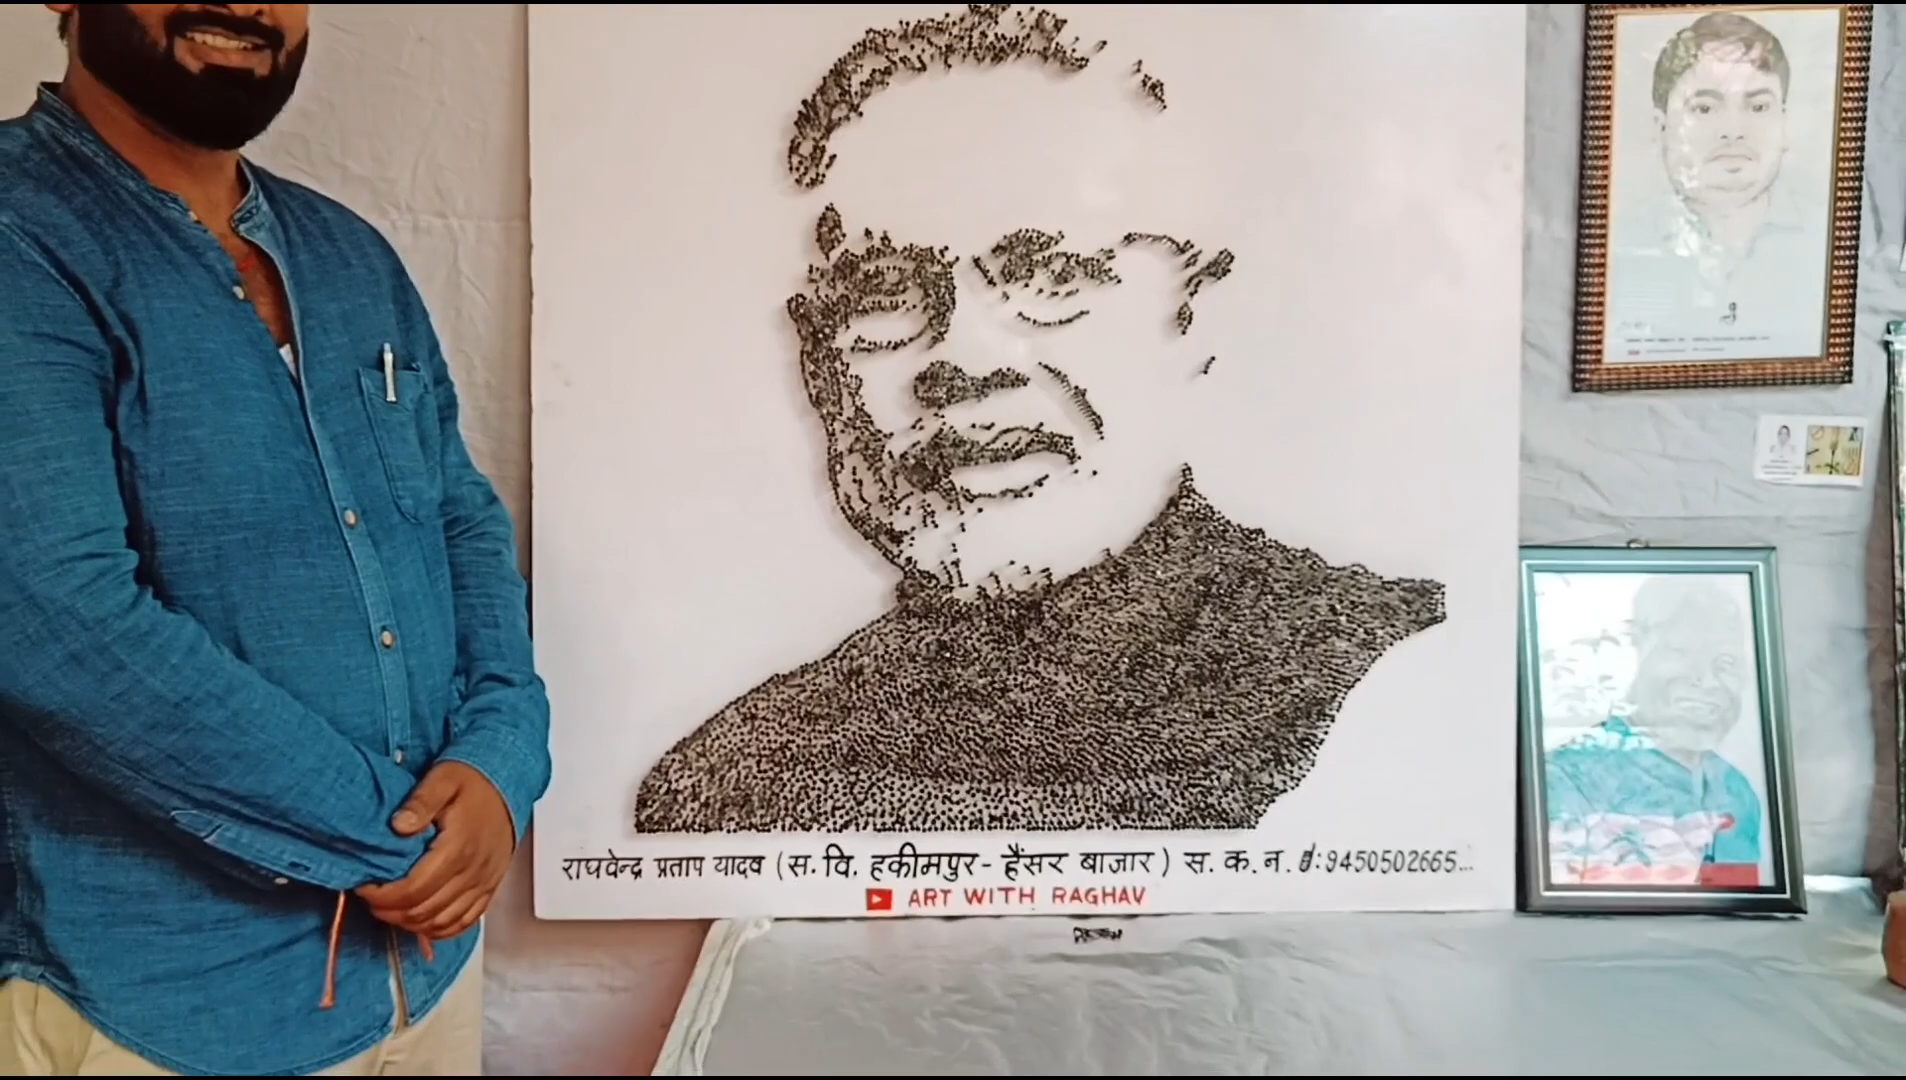 राघवेन्द्र प्रताप यादव (स. वि. हकीमपुर- हैंसर बाजार) स. क. न. :9450502665...
ART WITH RAGHAV